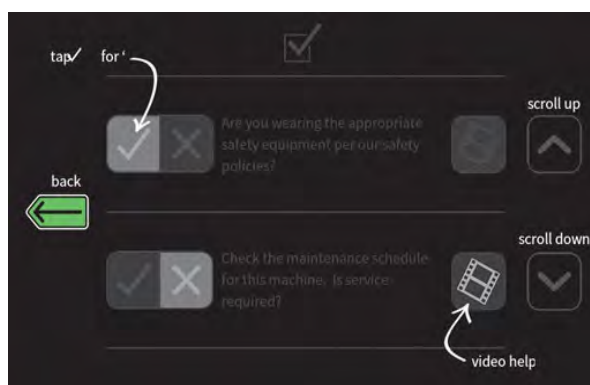 tap✓ for ‘
scroll up
Are you wearing the appropriate
safety equipment per our safety
policies?
back
scroll down
Check the maintenance schedule
for this machine. Is service
required?
video help